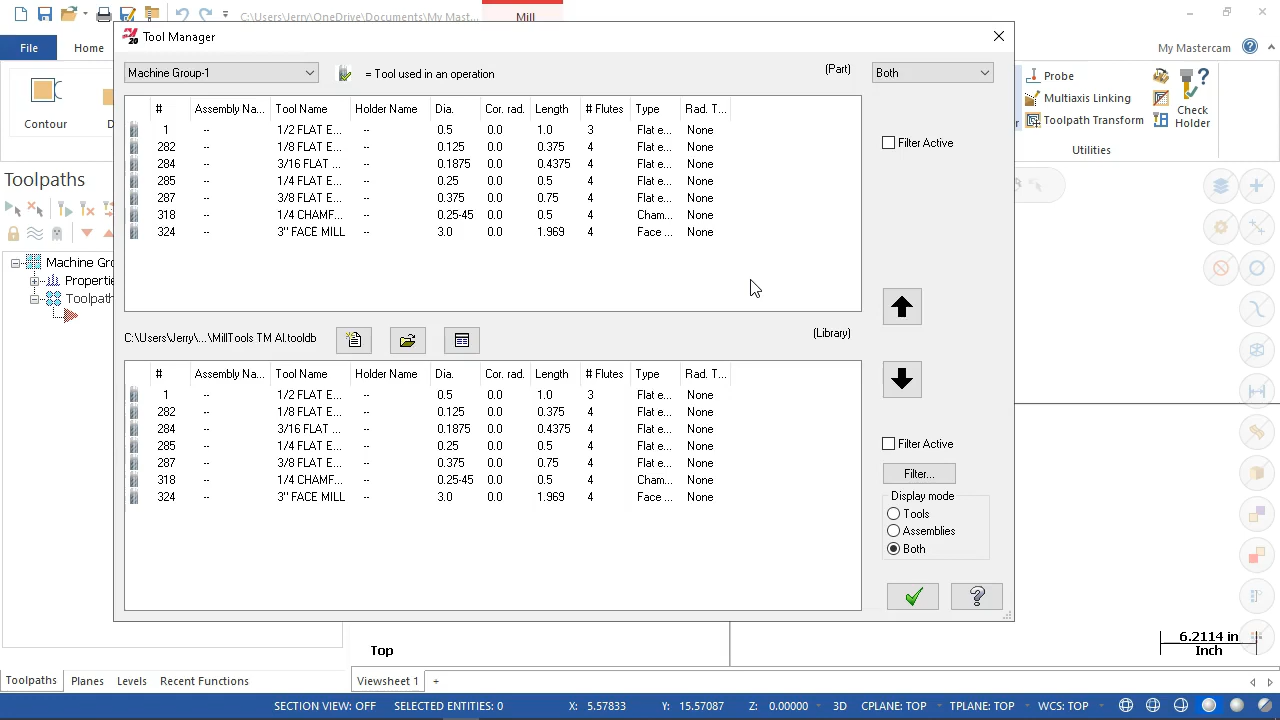 C:\Users\Jerry\OneDrive\Documents\My Mast... Mill
File Home My Mastercam
Tool Manager
Machine Group-1 = Tool used in an operation (Part) Both
# Assembly Na... Tool Name Holder Name Dia. Cor. rad. Length # Flutes Type Rad. T...
1 -- 1/2 FLAT E... -- 0.5 0.0 1.0 3 Flat e... None
282 -- 1/8 FLAT E... -- 0.125 0.0 0.375 4 Flat e... None
284 -- 3/16 FLAT ... -- 0.1875 0.0 0.4375 4 Flat e... None
285 -- 1/4 FLAT E... -- 0.25 0.0 0.5 4 Flat e... None
287 -- 3/8 FLAT E... -- 0.375 0.0 0.75 4 Flat e... None
318 -- 1/4 CHAMF... -- 0.25-45 0.0 0.5 4 Cham... None
324 -- 3" FACE MILL -- 3.0 0.0 1.969 4 Face ... None
Filter Active
C:\Users\Jerry\...\MillTools TM AI.tooldb (Library)
# Assembly Na... Tool Name Holder Name Dia. Cor. rad. Length # Flutes Type Rad. T...
1 -- 1/2 FLAT E... -- 0.5 0.0 1.0 3 Flat e... None
282 -- 1/8 FLAT E... -- 0.125 0.0 0.375 4 Flat e... None
284 -- 3/16 FLAT ... -- 0.1875 0.0 0.4375 4 Flat e... None
285 -- 1/4 FLAT E... -- 0.25 0.0 0.5 4 Flat e... None
287 -- 3/8 FLAT E... -- 0.375 0.0 0.75 4 Flat e... None
318 -- 1/4 CHAMF... -- 0.25-45 0.0 0.5 4 Cham... None
324 -- 3" FACE MILL -- 3.0 0.0 1.969 4 Face ... None
Filter Active
Filter...
Display mode
Tools
Assemblies
Both
Contour D
Probe
Multiaxis Linking
Toolpath Transform
Check
Holder
Utilities
Toolpaths
Machine Gro
Properti
Toolpath
Top
6.2114 in
Inch
Toolpaths Planes Levels Recent Functions Viewsheet 1 +
SECTION VIEW: OFF SELECTED ENTITIES: 0 X: 5.57833 Y: 15.57087 Z: 0.00000 3D CPLANE: TOP TPLANE: TOP WCS: TOP